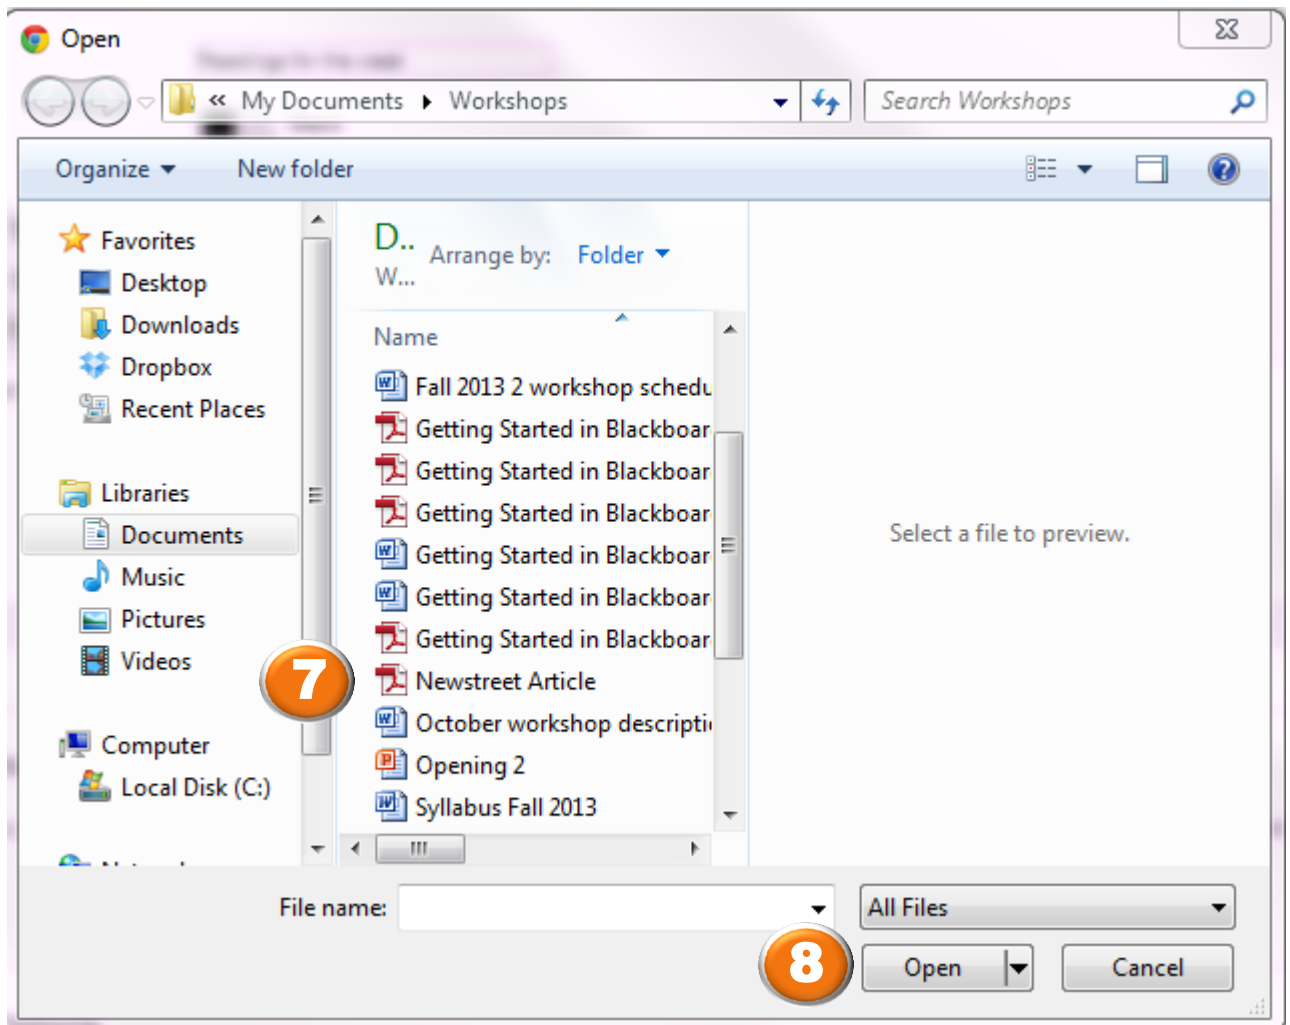 Open
« My Documents Workshops
Search Workshops
Organize
New folder
Favorites
Desktop
Downloads
Dropbox
Recent Places
Libraries
Documents
Music
Pictures
Videos
Computer
Local Disk (C:)
D..
W...
Arrange by: Folder
Name
Fall 2013 2 workshop schedu
Getting Started in Blackboar
Getting Started in Blackboar
Getting Started in Blackboar
Getting Started in Blackboar
Getting Started in Blackboar
Getting Started in Blackboar
7
Newstreet Article
October workshop descripti
Opening 2
Syllabus Fall 2013
Select a file to preview.
File name:
All Files
8
Open
Cancel